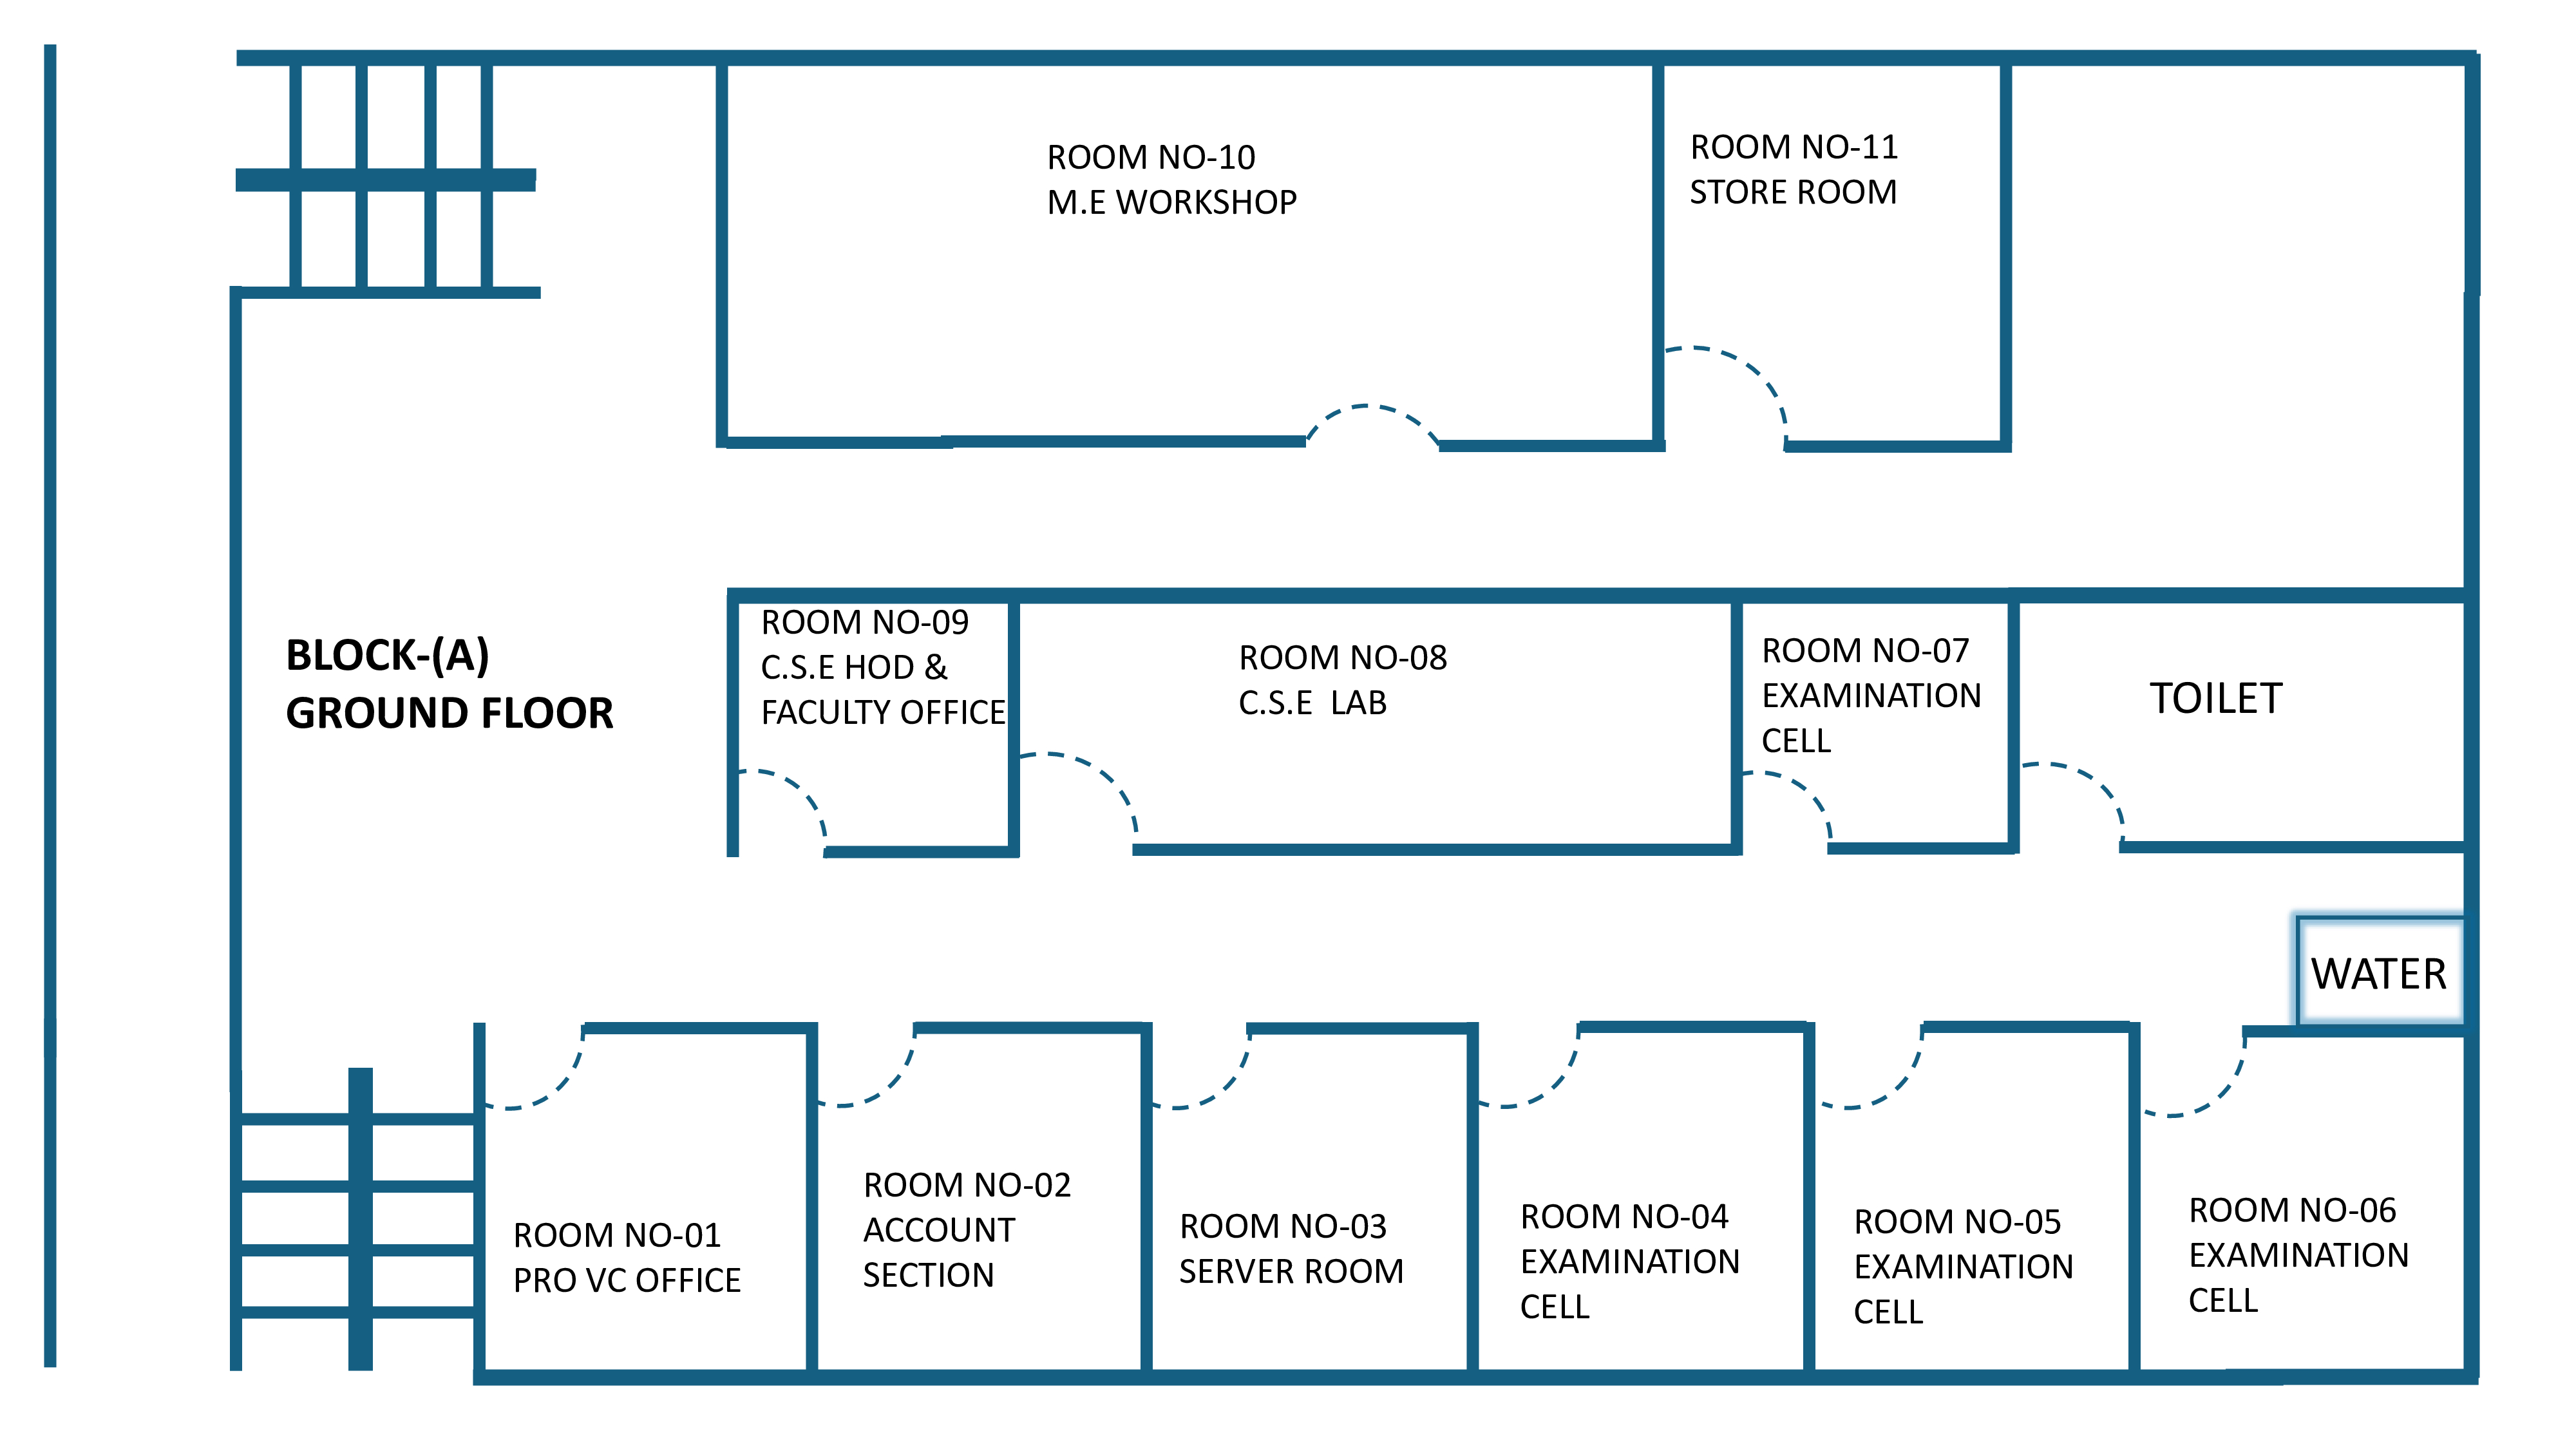 ROOM NO-10
M.E WORKSHOP
ROOM NO-11
STORE ROOM
BLOCK-(A)
GROUND FLOOR
ROOM NO-09
C.S.E HOD &
FACULTY OFFICE
ROOM NO-08
C.S.E  LAB
ROOM NO-07
EXAMINATION
CELL
TOILET
WATER
ROOM NO-01
PRO VC OFFICE
ROOM NO-02
ACCOUNT
SECTION
ROOM NO-03
SERVER ROOM
ROOM NO-04
EXAMINATION
CELL
ROOM NO-05
EXAMINATION
CELL
ROOM NO-06
EXAMINATION
CELL